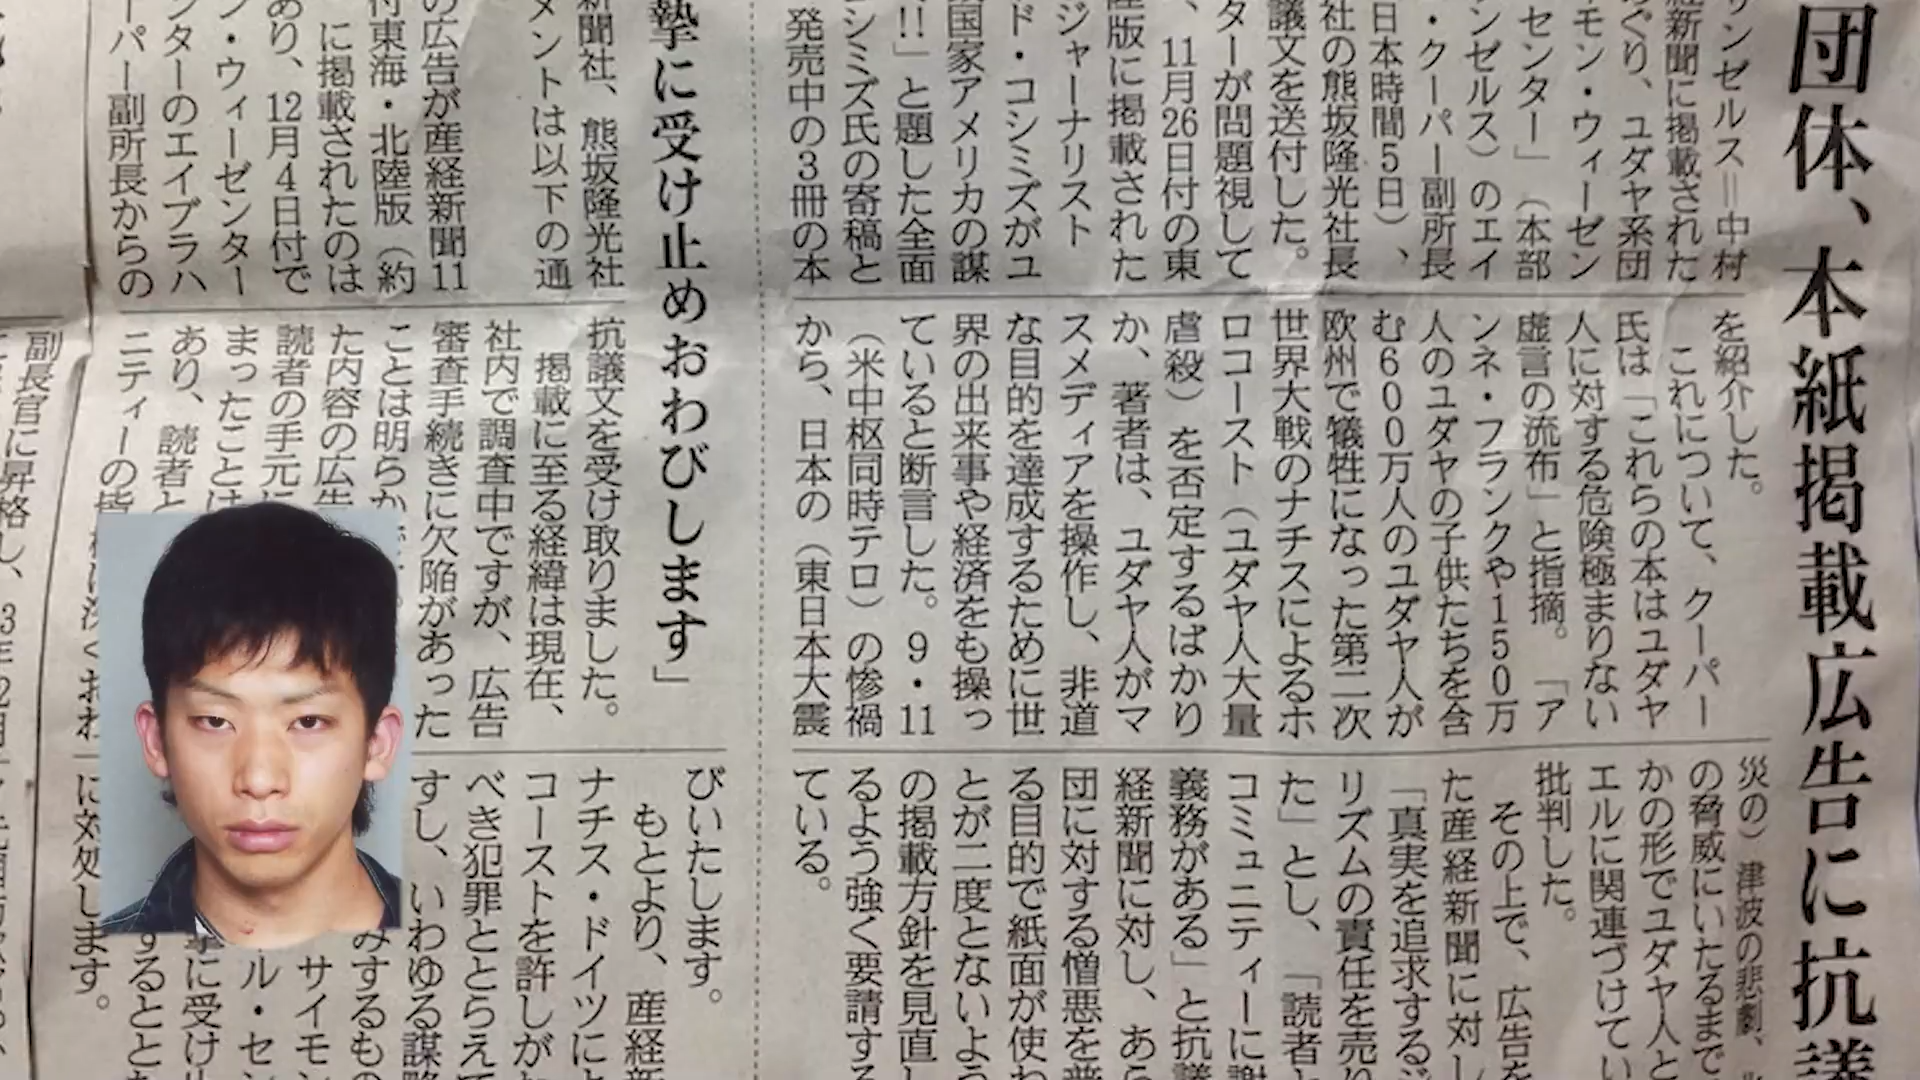 団体、本紙掲載広告に抗議
ンゼルス＝中村
経新聞に掲載された
めぐり、ユダヤ系団
モン・ウィーゼン
センター」（本部
ンゼルス）のエイ
・クーパー副所長
日本時間5日）、
社の熊坂隆光社長
議文を送付した。
ターが問題視して
、11月26日付の東
陸版に掲載された
ジャーナリスト
ド・コシミズがユ
国家アメリカの謀
!!」と題した全面
シミズ氏の寄稿と
発売中の3冊の本
を紹介した。
これについて、クーパー
氏は「これらの本はユダヤ
人に対する危険極まりない
虚言の流布」と指摘。「ア
ンネ・フランクや150万
人のユダヤの子供たちを含
む600万人のユダヤ人が
欧州で犠牲になった第二次
世界大戦のナチスによるホ
ロコースト（ユダヤ人大量
虐殺）を否定するばかり
か、著者は、ユダヤ人がマ
スメディアを操作し、非道
な目的を達成するために世
界の出来事や経済をも操っ
ていると断言した。9・11
（米中枢同時テロ）の惨禍
から、日本の（東日本大震
災の）津波の悲劇、
の脅威にいたるまで
かの形でユダヤ人と
エルに関連づけてい
批判した。
その上で、広告を
た産経新聞に対し
「真実を追求するジ
リズムの責任を売り
た」とし、「読者と
コミュニティーに謝
義務がある」と抗議
経新聞に対し、あら
団に対する憎悪を普
る目的で紙面が使わ
とが二度とないよう
の掲載方針を見直し
るよう強く要請する
ている。
摯に受け止めおわびします」
新聞社、熊坂隆光社
メントは以下の通
の広告が産経新聞11
付東海・北陸版（約
に掲載されたのは
あり、12月4日付で
ン・ウィーゼンター
ンターのエイブラハ
ーパー副所長からの
抗議文を受け取りました。
掲載に至る経緯は現在、
社内で調査中ですが、広告
審査手続きに欠陥があった
ことは明らか
た内容の広告
読者の手元に
まったことは
あり、読者と
ニティーの皆
深くおわ
びいたします。
もとより、産経新
ナチス・ドイツに
コーストを許しが
べき犯罪ととらえて
すし、いわゆる謀略
みするもの
サイモン
ル・セン
摯に受け
するとと
に対処します。
副長官に昇格し、